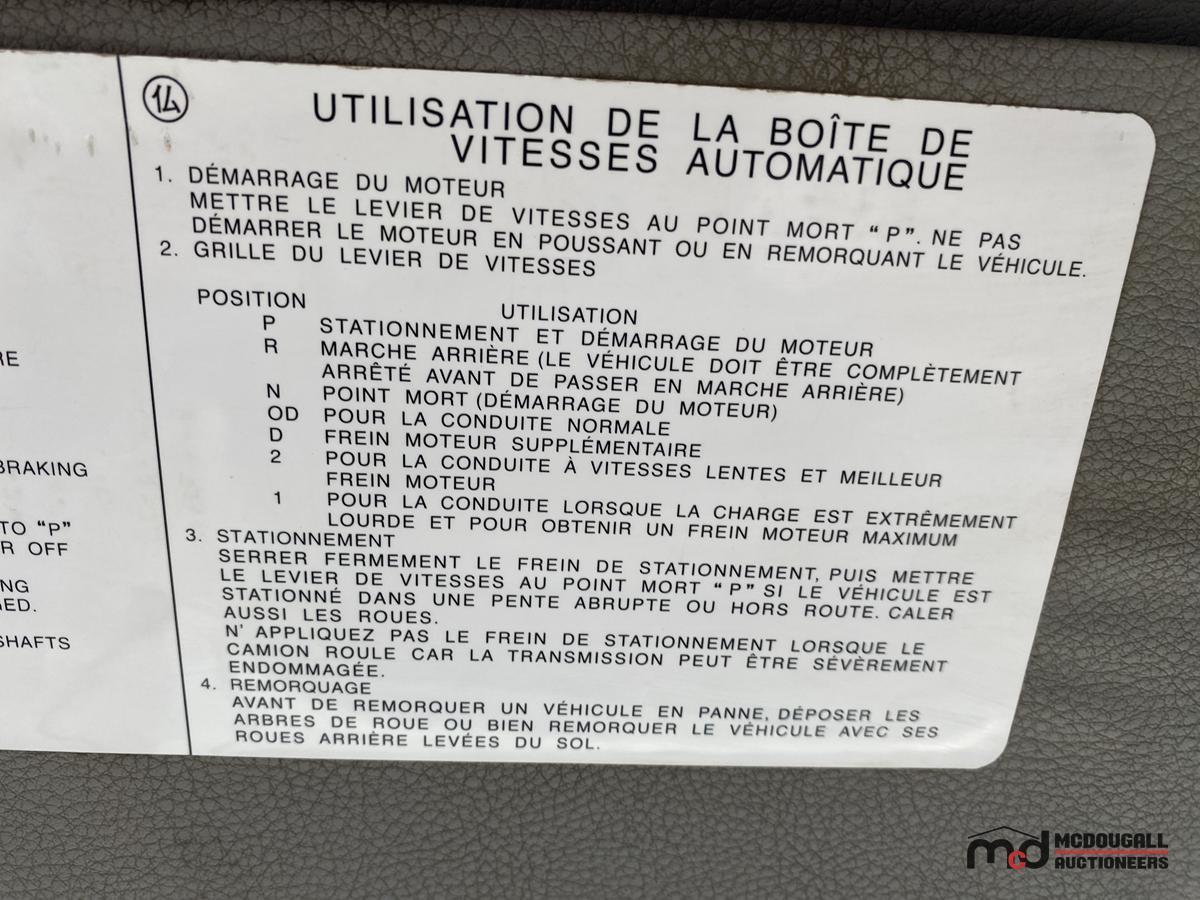 RE
BRAKING
TO “P”
R OFF
NG
ED.
SHAFTS
14
UTILISATION DE LA BOÎTE DE
VITESSES AUTOMATIQUE
1. DÉMARRAGE DU MOTEUR
METTRE LE LEVIER DE VITESSES AU POINT MORT “P”. NE PAS
DÉMARRER LE MOTEUR EN POUSSANT OU EN REMORQUANT LE VÉHICULE.
2. GRILLE DU LEVIER DE VITESSES
POSITION UTILISATION
P STATIONNEMENT ET DÉMARRAGE DU MOTEUR
R MARCHE ARRIÈRE (LE VÉHICULE DOIT ÊTRE COMPLÈTEMENT
ARRÊTÉ AVANT DE PASSER EN MARCHE ARRIÈRE)
N POINT MORT (DÉMARRAGE DU MOTEUR)
OD POUR LA CONDUITE NORMALE
D FREIN MOTEUR SUPPLÉMENTAIRE
2 POUR LA CONDUITE À VITESSES LENTES ET MEILLEUR
FREIN MOTEUR
1 POUR LA CONDUITE LORSQUE LA CHARGE EST EXTRÊMEMENT
LOURDE ET POUR OBTENIR UN FREIN MOTEUR MAXIMUM
3. STATIONNEMENT
SERRER FERMEMENT LE FREIN DE STATIONNEMENT, PUIS METTRE
LE LEVIER DE VITESSES AU POINT MORT “P” SI LE VÉHICULE EST
STATIONNÉ DANS UNE PENTE ABRUPTE OU HORS ROUTE. CALER
AUSSI LES ROUES.
N' APPLIQUEZ PAS LE FREIN DE STATIONNEMENT LORSQUE LE
CAMION ROULE CAR LA TRANSMISSION PEUT ÊTRE SÉVÈREMENT
ENDOMMAGÉE.
4. REMORQUAGE
AVANT DE REMORQUER UN VÉHICULE EN PANNE, DÉPOSER LES
ARBRES DE ROUE OU BIEN REMORQUER LE VÉHICULE AVEC SES
ROUES ARRIÈRE LEVÉES DU SOL.
mcd MCDOUGALL
AUCTIONEERS